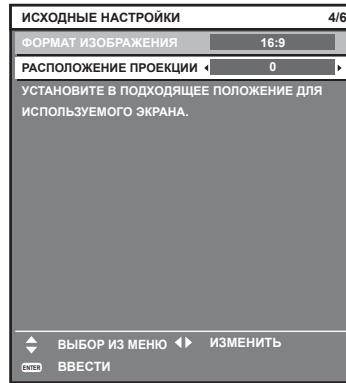 ИСХОДНЫЕ НАСТРОЙКИ 4/6
ФОРМАТ ИЗОБРАЖЕНИЯ 16:9
РАСПОЛОЖЕНИЕ ПРОЕКЦИИ 0
УСТАНОВИТЕ В ПОДХОДЯЩЕЕ ПОЛОЖЕНИЕ ДЛЯ
ИСПОЛЬЗУЕМОГО ЭКРАНА.
ВЫБОР ИЗ МЕНЮ ИЗМЕНИТЬ
ENTER ВВЕСТИ